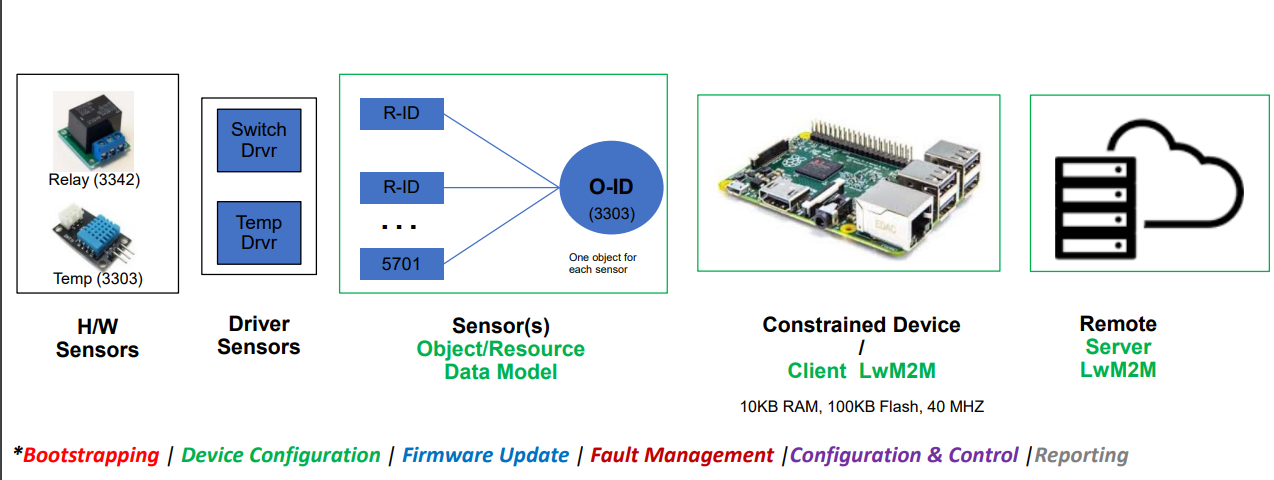 Relay (3342)
Temp (3303)
H/W
Sensors
Switch
Drvr
Temp
Drvr
Driver
Sensors
R-ID
R-ID
...
5701
O-ID
(3303)
One object for
each sensor
Sensor(s)
Object/Resource
Data Model
EDAC
Constrained Device
/
Client LwM2M
10KB RAM, 100KB Flash, 40 MHZ
Remote
Server
LwM2M
*Bootstrapping | Device Configuration | Firmware Update | Fault Management |Configuration & Control |Reporting